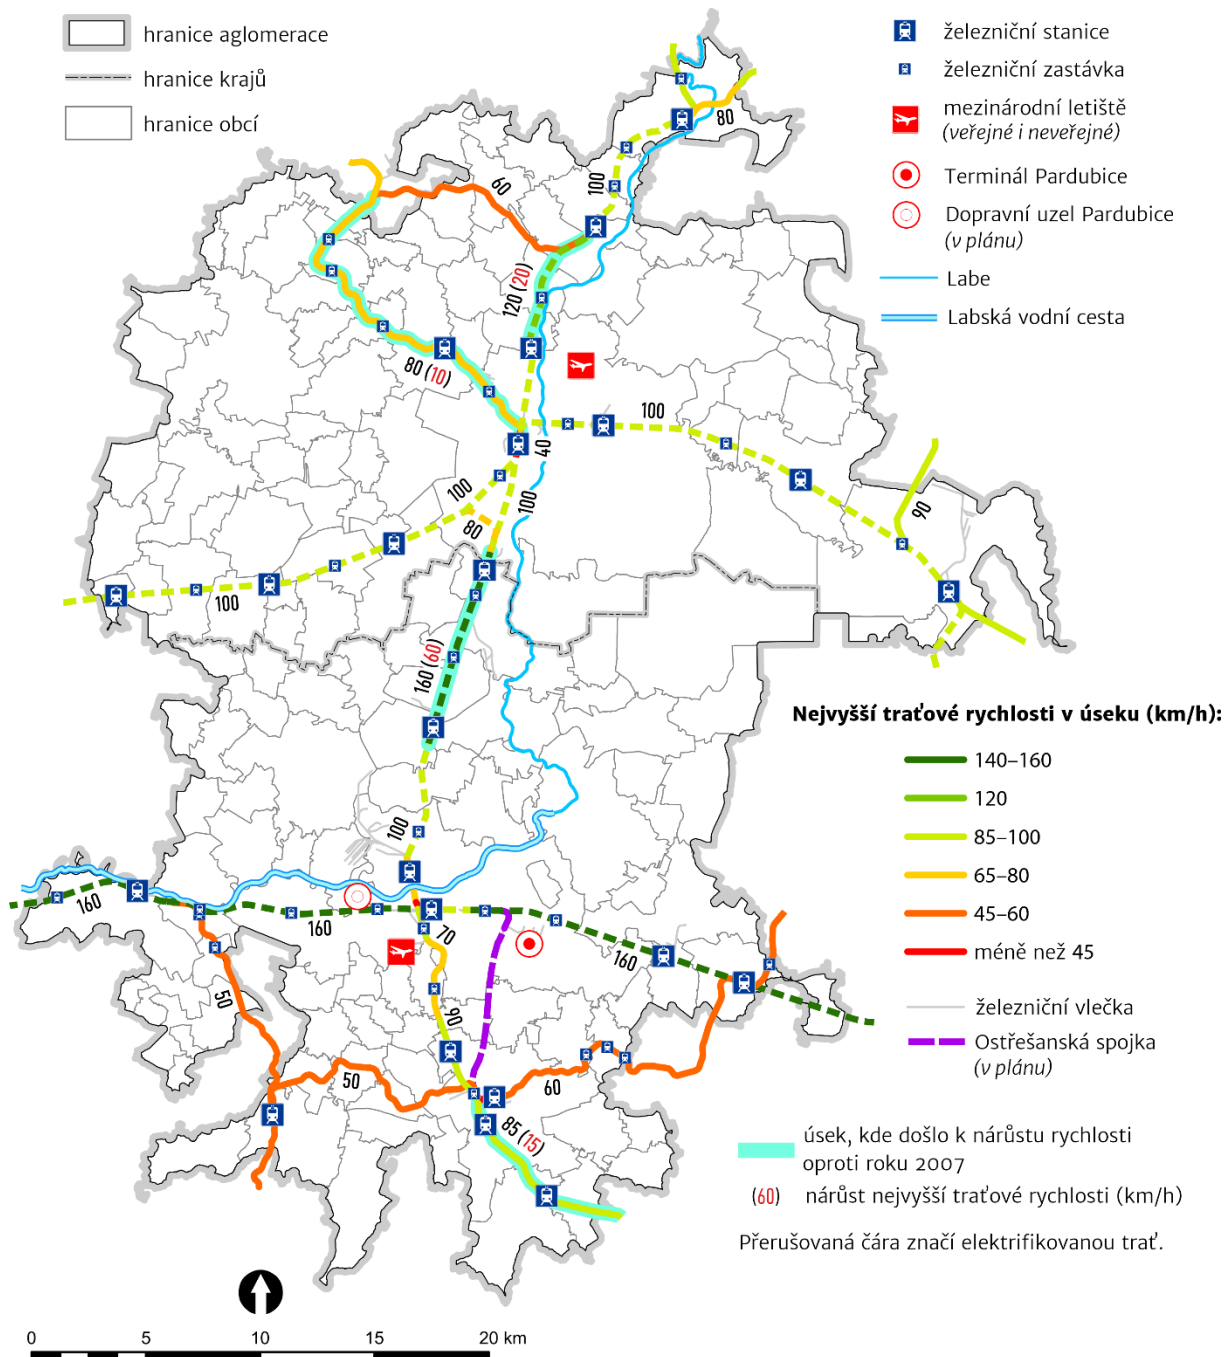 hranice aglomerace
hranice krajů
hranice obcí
železniční stanice
železniční zastávka
mezinárodní letiště
(veřejné i neveřejné)
Terminál Pardubice
Dopravní uzel Pardubice
(v plánu)
Labe
Labská vodní cesta
80
60
100
120 (20)
80 (10)
100
40
100
100
80
90
100
160 (60)
100
160
160
70
160
50
90
50
60
85 (15)
Nejvyšší traťové rychlosti v úseku (km/h):
140–160
120
85–100
65–80
45–60
méně než 45
železniční vlečka
Ostřešanská spojka
(v plánu)
úsek, kde došlo k nárůstu rychlosti
oproti roku 2007
(60) nárůst nejvyšší traťové rychlosti (km/h)
Přerušovaná čára značí elektrifikovanou trať.
0 5 10 15 20 km